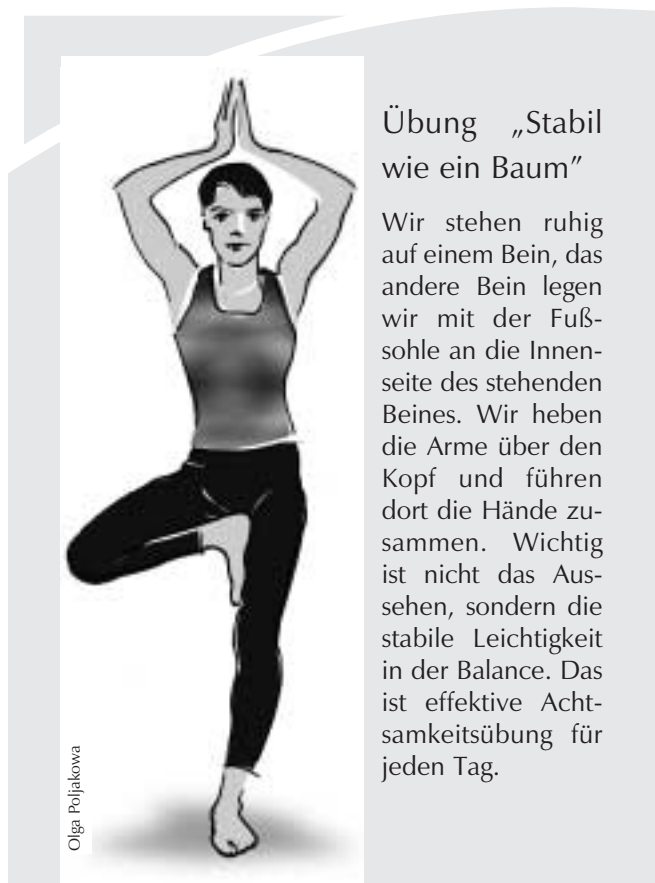 Übung „Stabil
wie ein Baum”
Wir stehen ruhig
auf einem Bein, das
andere Bein legen
wir mit der Fuß-
sohle an die Innen-
seite des stehenden
Beines. Wir heben
die Arme über den
Kopf und führen
dort die Hände zu-
sammen. Wichtig
ist nicht das Aus-
sehen, sondern die
stabile Leichtigkeit
in der Balance. Das
ist effektive Acht-
samkeitsübung für
jeden Tag.
Olga Poljakowa